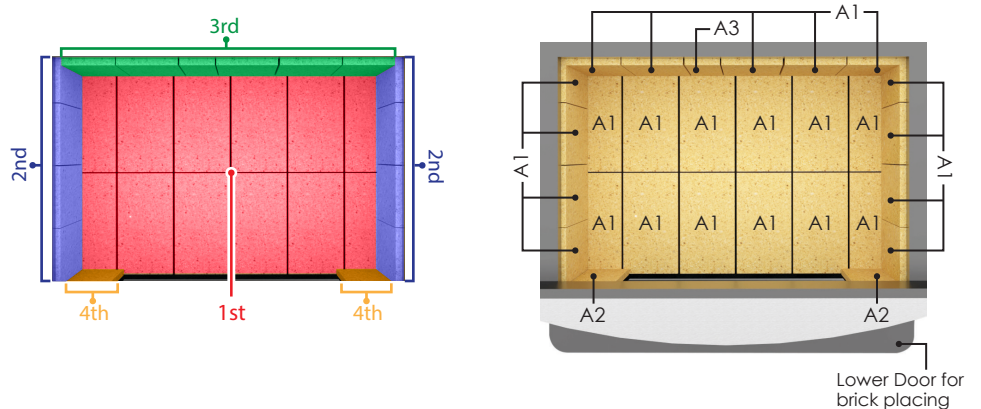 3rd
2nd
2nd
4th
1st
4th
A1
A3
A1
A1
A1 A1 A1 A1 A1 A1
A1 A1 A1 A1 A1 A1
A2
A2
Lower Door for
brick placing